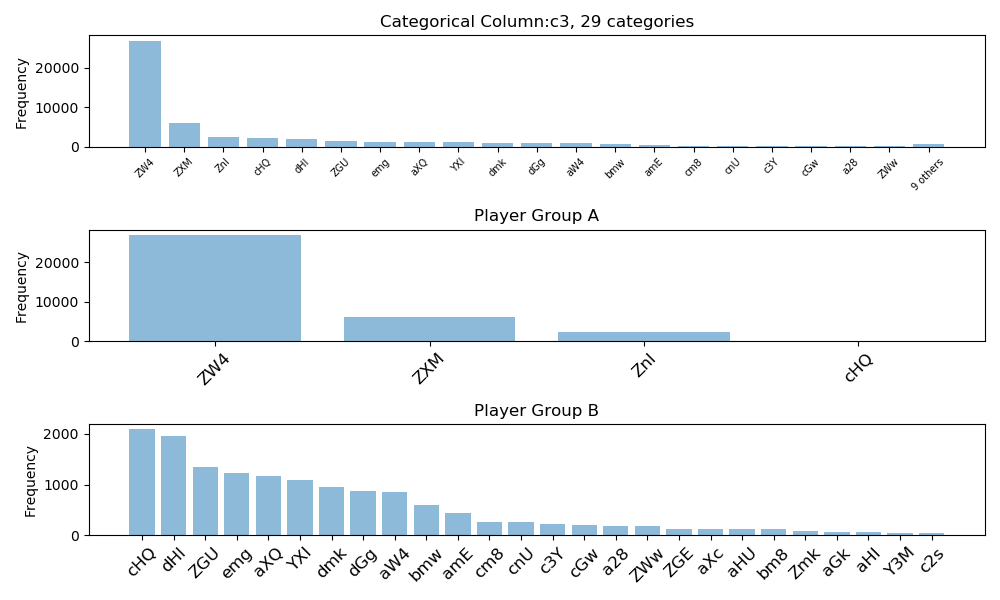 Categorical Column:c3, 29 categories
Frequency
20000
10000
0
ZW4 ZXM ZnI cHQ dHI ZGU emg aXQ YXI dmk dGg aW4 bmw amE cm8 cnU c3Y cGw a28 ZWw 9 others
Player Group A
Frequency
20000
10000
0
ZW4 ZXM ZnI cHQ
Player Group B
Frequency
2000
1000
0
cHQ dHI ZGU emg aXQ YXI dmk dGg aW4 bmw amE cm8 cnU c3Y cGw a28 ZWw ZGE aXc aHU bm8 Zmk aGk aHI Y3M c2s